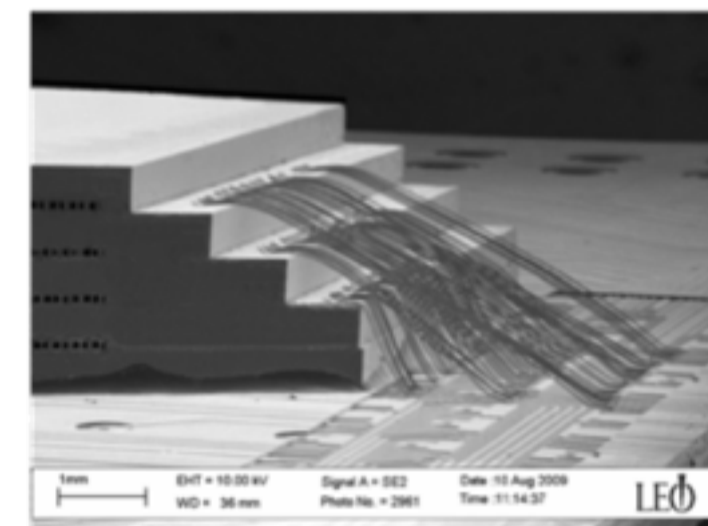 1mm
EHT = 10.00 kV
Signal A = SE2
Date :10 Aug 2009
WD = 36 mm
Photo No. = 2961
Time :11:14:37
LEO